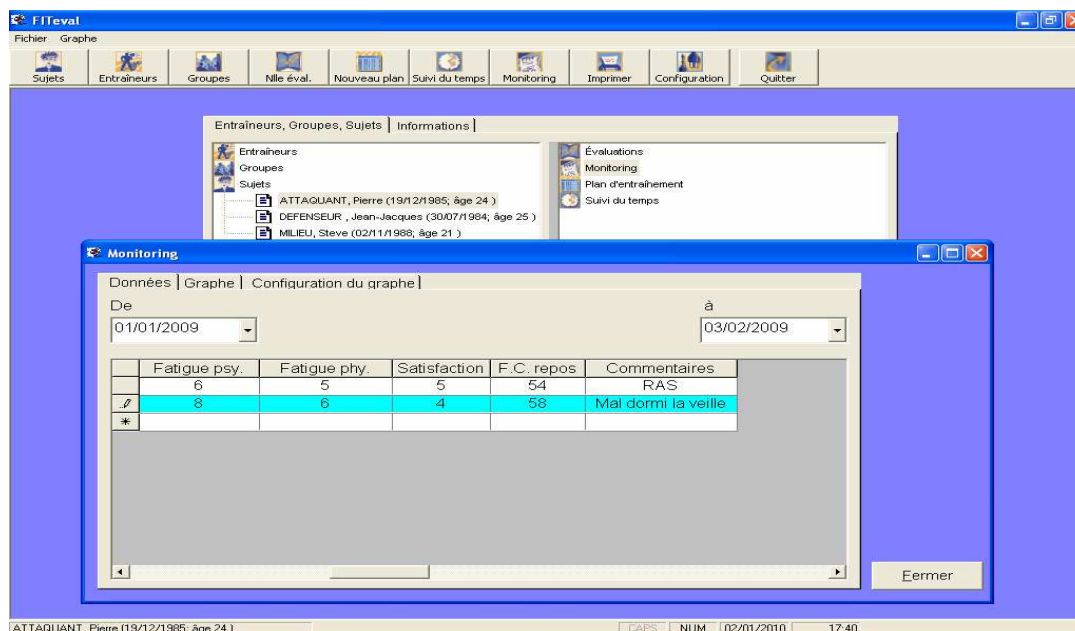 FITeval
Fichier Graphe
Sujets Entraîneurs Groupes Nlle éval. Nouveau plan Suivi du temps Monitoring Imprimer Configuration Quitter
Entraîneurs, Groupes, Sujets Informations
Entraîneurs Évaluations
Groupes Monitoring
Sujets Plan d'entraînement
ATTAQUANT, Pierre (19/12/1985; âge 24 ) Suivi du temps
DEFENSEUR , Jean-Jacques (30/07/1984; âge 25 )
MILIEU, Steve (02/11/1988; âge 21 )
Monitoring
Données Graphe Configuration du graphe
De à
01/01/2009 03/02/2009
Fatigue psy. Fatigue phy. Satisfaction F.C. repos Commentaires
6 5 5 54 RAS
8 6 4 58 Mal dormi la veille
Fermer
ATTAQUANT, Pierre (19/12/1985; âge 24 ) CAPS NUM 02/01/2010 17:40